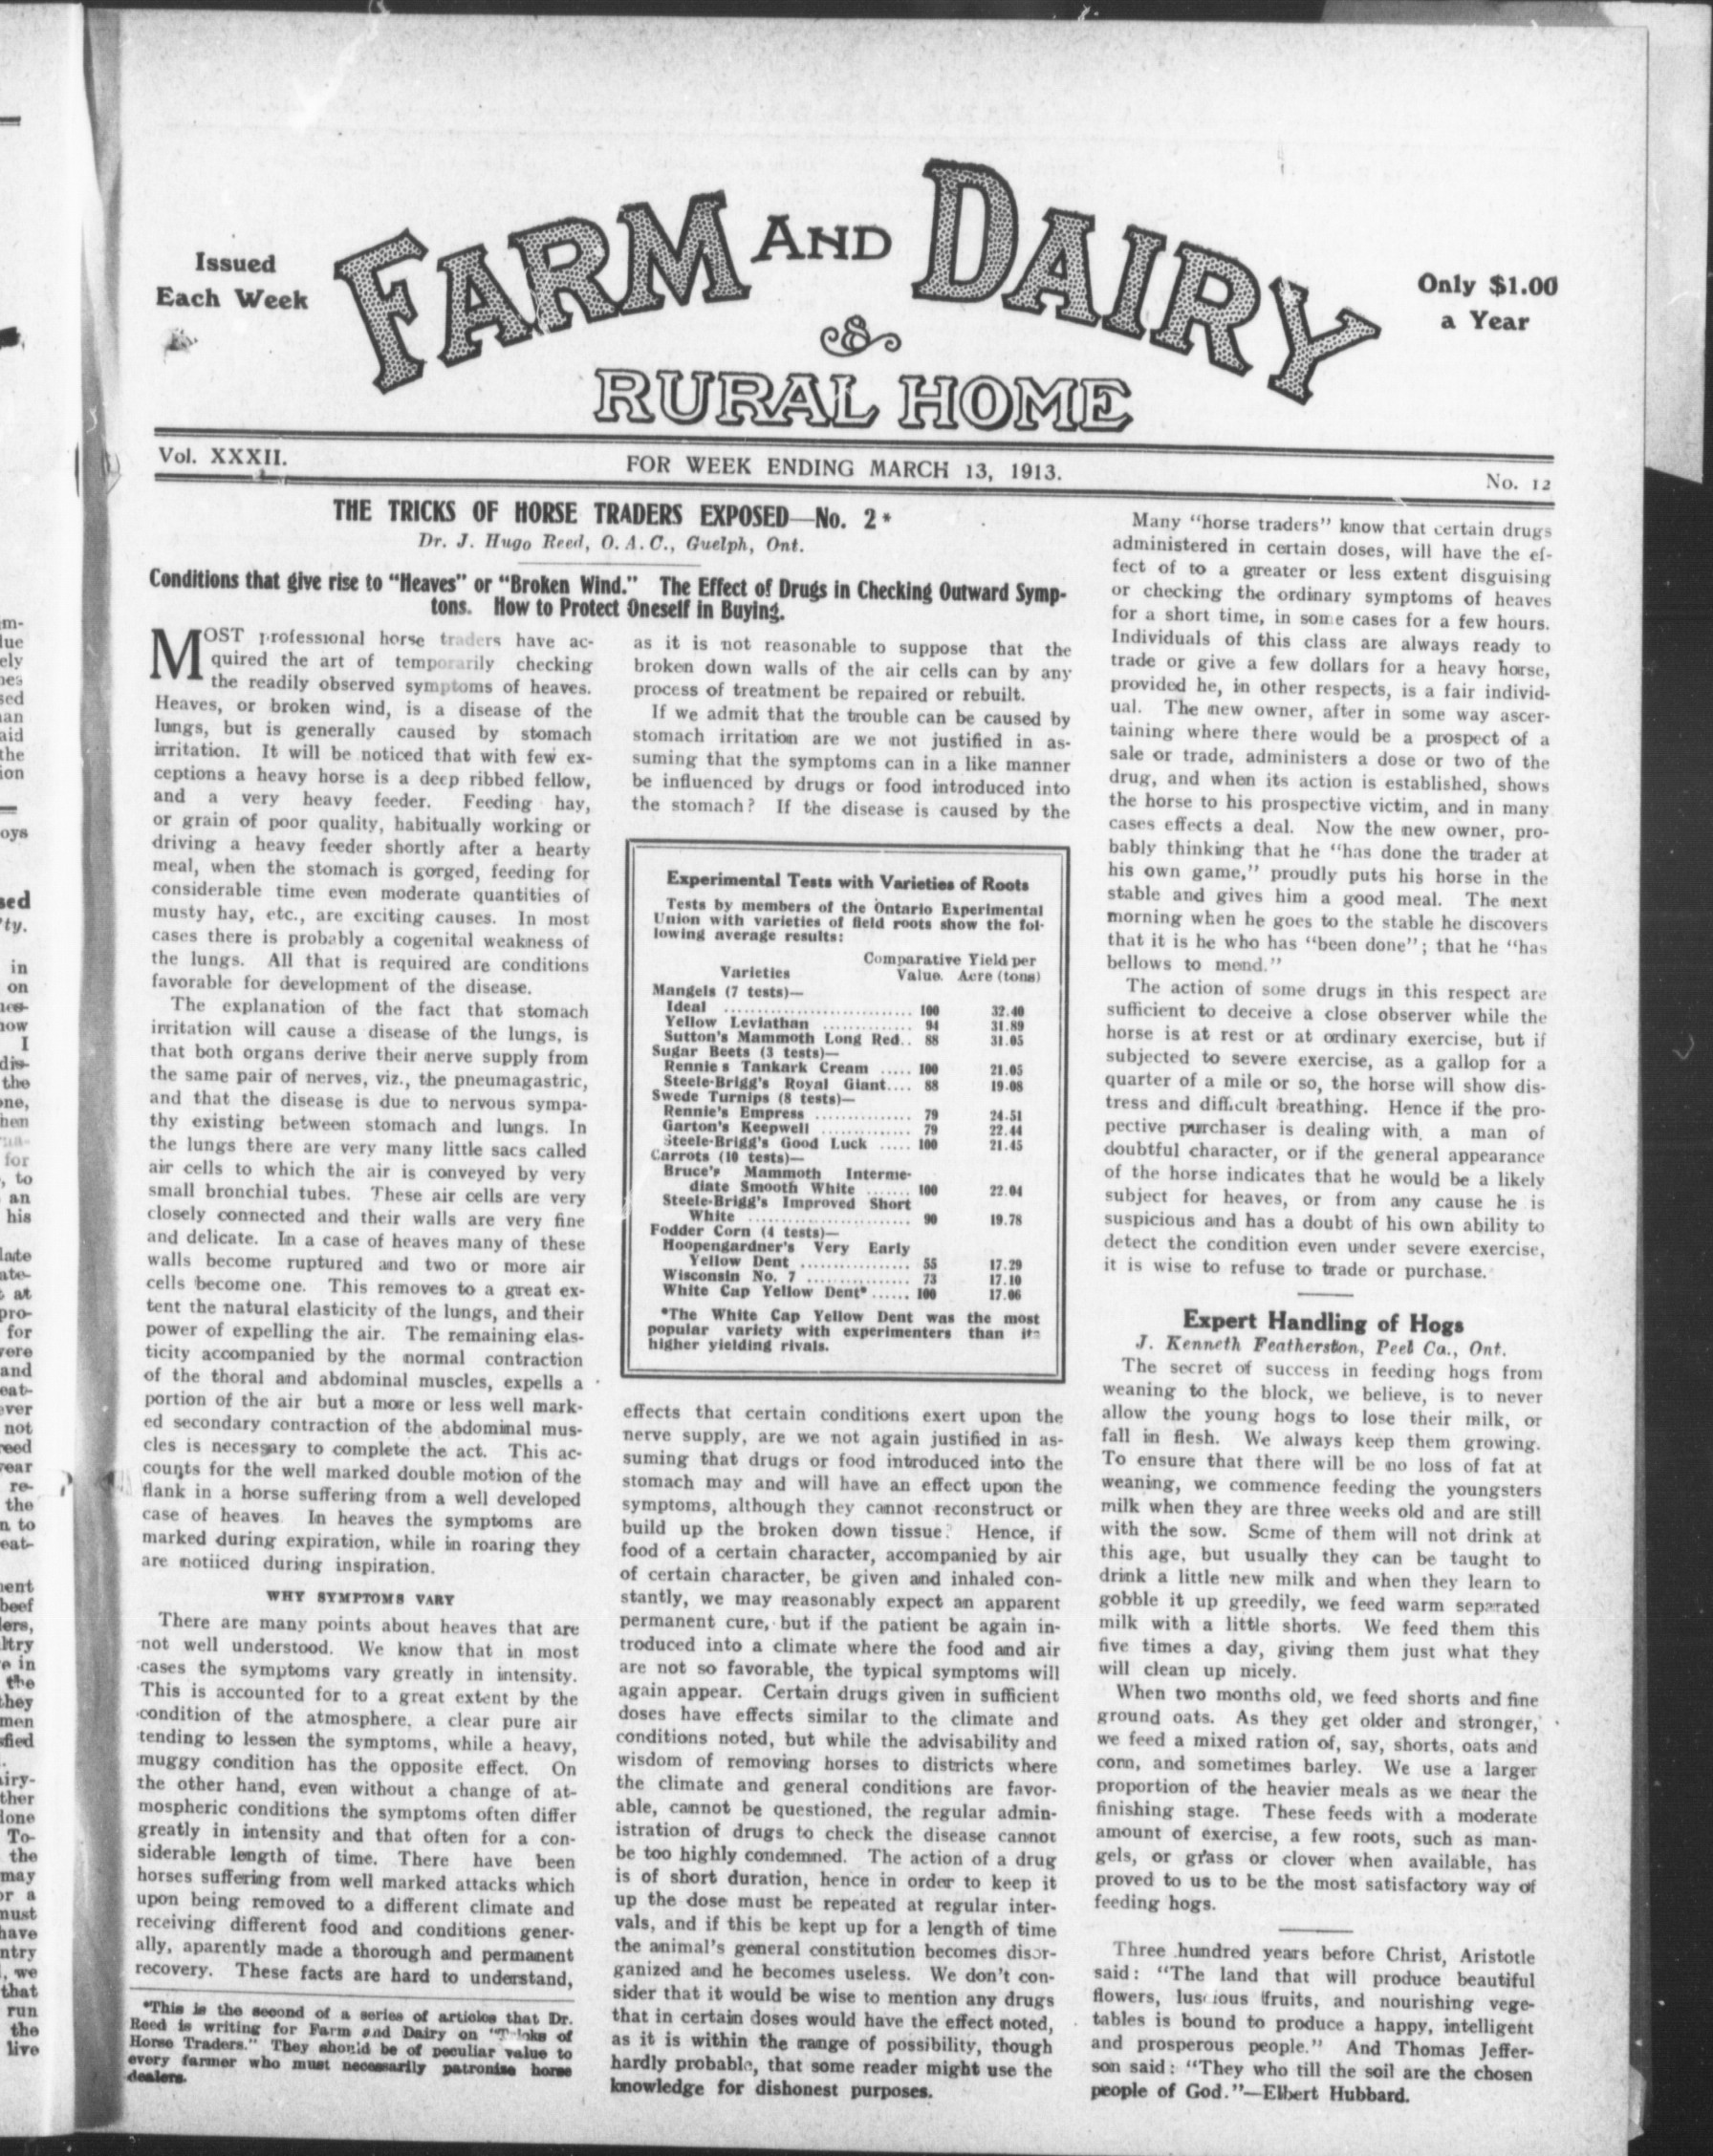 Issued
Each Week
FARM AND DAIRY
&
RURAL HOME
Only $1.00
a Year
Vol. XXXII.
FOR WEEK ENDING MARCH 13, 1913.
No. 12
THE TRICKS OF HORSE TRADERS EXPOSED—No. 2*
Dr. J. Hugo Reed, O. A. C., Guelph, Ont.
Conditions that give rise to "Heaves" or "Broken Wind." The Effect of Drugs in Checking Outward Symp-
tons. How to Protect Oneself in Buying.
MOST professional horse traders have ac-
quired the art of temporarily checking
the readily observed symptoms of heaves.
Heaves, or broken wind, is a disease of the
lungs, but is generally caused by stomach
irritation. It will be noticed that with few ex-
ceptions a heavy horse is a deep ribbed fellow,
and a very heavy feeder. Feeding hay,
or grain of poor quality, habitually working or
driving a heavy feeder shortly after a hearty
meal, when the stomach is gorged, feeding for
considerable time even moderate quantities of
musty hay, etc., are exciting causes. In most
cases there is probably a cogenital weakness of
the lungs. All that is required are conditions
favorable for development of the disease.
The explanation of the fact that stomach
irritation will cause a disease of the lungs, is
that both organs derive their nerve supply from
the same pair of nerves, viz., the pneumagastric,
and that the disease is due to nervous sympa-
thy existing between stomach and lungs. In
the lungs there are very many little sacs called
air cells to which the air is conveyed by very
small bronchial tubes. These air cells are very
closely connected and their walls are very fine
and delicate. In a case of heaves many of these
walls become ruptured and two or more air
cells become one. This removes to a great ex-
tent the natural elasticity of the lungs, and their
power of expelling the air. The remaining elas-
ticity accompanied by the normal contraction
of the thoral and abdominal muscles, expells a
portion of the air but a more or less well mark-
ed secondary contraction of the abdominal mus-
cles is necessary to complete the act. This ac-
counts for the well marked double motion of the
flank in a horse suffering from a well developed
case of heaves. In heaves the symptoms are
marked during expiration, while in roaring they
are notiiced during inspiration.
WHY SYMPTOMS VARY
There are many points about heaves that are
not well understood. We know that in most
cases the symptoms vary greatly in intensity.
This is accounted for to a great extent by the
condition of the atmosphere, a clear pure air
tending to lessen the symptoms, while a heavy,
muggy condition has the opposite effect. On
the other hand, even without a change of at-
mospheric conditions the symptoms often differ
greatly in intensity and that often for a con-
siderable length of time. There have been
horses suffering from well marked attacks which
upon being removed to a different climate and
receiving different food and conditions gener-
ally, aparently made a thorough and permanent
recovery. These facts are hard to understand,
*This is the second of a series of articles that Dr.
Reed is writing for Farm and Dairy on "Tricks of
Horse Traders." They should be of peculiar value to
every farmer who must necessarily patronise horse
dealers.
as it is not reasonable to suppose that the
broken down walls of the air cells can by any
process of treatment be repaired or rebuilt.
If we admit that the trouble can be caused by
stomach irritation are we not justified in as-
suming that the symptoms can in a like manner
be influenced by drugs or food introduced into
the stomach? If the disease is caused by the
Experimental Tests with Varieties of Roots
Tests by members of the Ontario Experimental
Union with varieties of field roots show the fol-
lowing average results:
Comparative Yield per
Varieties Value. Acre (tons)
Mangels (7 tests)—
Ideal ............................ 100 32.40
Yellow Leviathan ............. 94 31.89
Sutton's Mammoth Long Red.. 88 31.05
Sugar Beets (3 tests)—
Rennie s Tankark Cream ..... 100 21.05
Steele-Brigg's Royal Giant.... 88 19.08
Swede Turnips (8 tests)—
Rennie's Empress .............. 79 24.51
Garton's Keepwell ............. 79 22.44
Steele-Brigg's Good Luck ..... 100 21.45
Carrots (10 tests)—
Bruce's Mammoth Interme-
diate Smooth White ....... 100 22.04
Steele-Brigg's Improved Short
White ........................ 90 19.78
Fodder Corn (4 tests)—
Hoopengardner's Very Early
Yellow Dent ................ 55 17.29
Wisconsin No. 7 ............... 73 17.10
White Cap Yellow Dent* ...... 100 17.06
*The White Cap Yellow Dent was the most
popular variety with experimenters than its
higher yielding rivals.
effects that certain conditions exert upon the
nerve supply, are we not again justified in as-
suming that drugs or food introduced into the
stomach may and will have an effect upon the
symptoms, although they cannot reconstruct or
build up the broken down tissue? Hence, if
food of a certain character, accompanied by air
of certain character, be given and inhaled con-
stantly, we may reasonably expect an apparent
permanent cure, but if the patient be again in-
troduced into a climate where the food and air
are not so favorable, the typical symptoms will
again appear. Certain drugs given in sufficient
doses have effects similar to the climate and
conditions noted, but while the advisability and
wisdom of removing horses to districts where
the climate and general conditions are favor-
able, cannot be questioned, the regular admin-
istration of drugs to check the disease cannot
be too highly condemned. The action of a drug
is of short duration, hence in order to keep it
up the dose must be repeated at regular inter-
vals, and if this be kept up for a length of time
the animal's general constitution becomes disor-
ganized and he becomes useless. We don't con-
sider that it would be wise to mention any drugs
that in certain doses would have the effect noted,
as it is within the range of possibility, though
hardly probable, that some reader might use the
knowledge for dishonest purposes.
Many "horse traders" know that certain drugs
administered in certain doses, will have the ef-
fect of to a greater or less extent disguising
or checking the ordinary symptoms of heaves
for a short time, in some cases for a few hours.
Individuals of this class are always ready to
trade or give a few dollars for a heavy horse,
provided he, in other respects, is a fair individ-
ual. The new owner, after in some way ascer-
taining where there would be a prospect of a
sale or trade, administers a dose or two of the
drug, and when its action is established, shows
the horse to his prospective victim, and in many
cases effects a deal. Now the new owner, pro-
bably thinking that he "has done the trader at
his own game," proudly puts his horse in the
stable and gives him a good meal. The next
morning when he goes to the stable he discovers
that it is he who has "been done"; that he "has
bellows to mend."
The action of some drugs in this respect are
sufficient to deceive a close observer while the
horse is at rest or at ordinary exercise, but if
subjected to severe exercise, as a gallop for a
quarter of a mile or so, the horse will show dis-
tress and difficult breathing. Hence if the pro-
pective purchaser is dealing with a man of
doubtful character, or if the general appearance
of the horse indicates that he would be a likely
subject for heaves, or from any cause he is
suspicious and has a doubt of his own ability to
detect the condition even under severe exercise,
it is wise to refuse to trade or purchase.
Expert Handling of Hogs
J. Kenneth Featherston, Peel Co., Ont.
The secret of success in feeding hogs from
weaning to the block, we believe, is to never
allow the young hogs to lose their milk, or
fall in flesh. We always keep them growing.
To ensure that there will be no loss of fat at
weaning, we commence feeding the youngsters
milk when they are three weeks old and are still
with the sow. Some of them will not drink at
this age, but usually they can be taught to
drink a little new milk and when they learn to
gobble it up greedily, we feed warm separated
milk with a little shorts. We feed them this
five times a day, giving them just what they
will clean up nicely.
When two months old, we feed shorts and fine
ground oats. As they get older and stronger,
we feed a mixed ration of, say, shorts, oats and
corn, and sometimes barley. We use a larger
proportion of the heavier meals as we near the
finishing stage. These feeds with a moderate
amount of exercise, a few roots, such as man-
gels, or grass or clover when available, has
proved to us to be the most satisfactory way of
feeding hogs.
Three hundred years before Christ, Aristotle
said: "The land that will produce beautiful
flowers, luscious fruits, and nourishing vege-
tables is bound to produce a happy, intelligent
and prosperous people." And Thomas Jeffer-
son said: "They who till the soil are the chosen
people of God."—Elbert Hubbard.